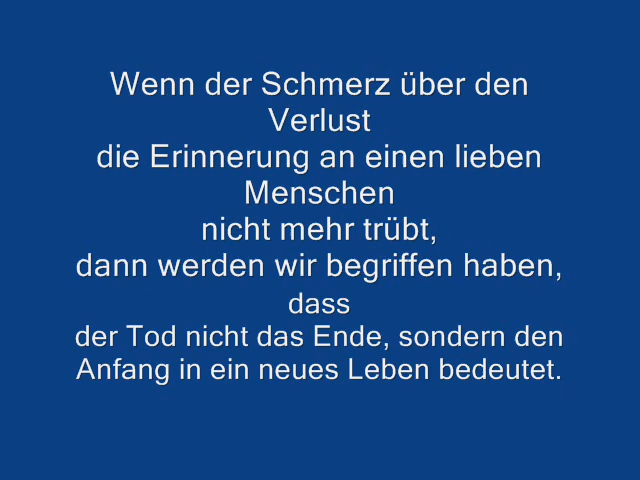 Wenn der Schmerz über den
Verlust
die Erinnerung an einen lieben
Menschen
nicht mehr trübt,
dann werden wir begriffen haben,
dass
der Tod nicht das Ende, sondern den
Anfang in ein neues Leben bedeutet.